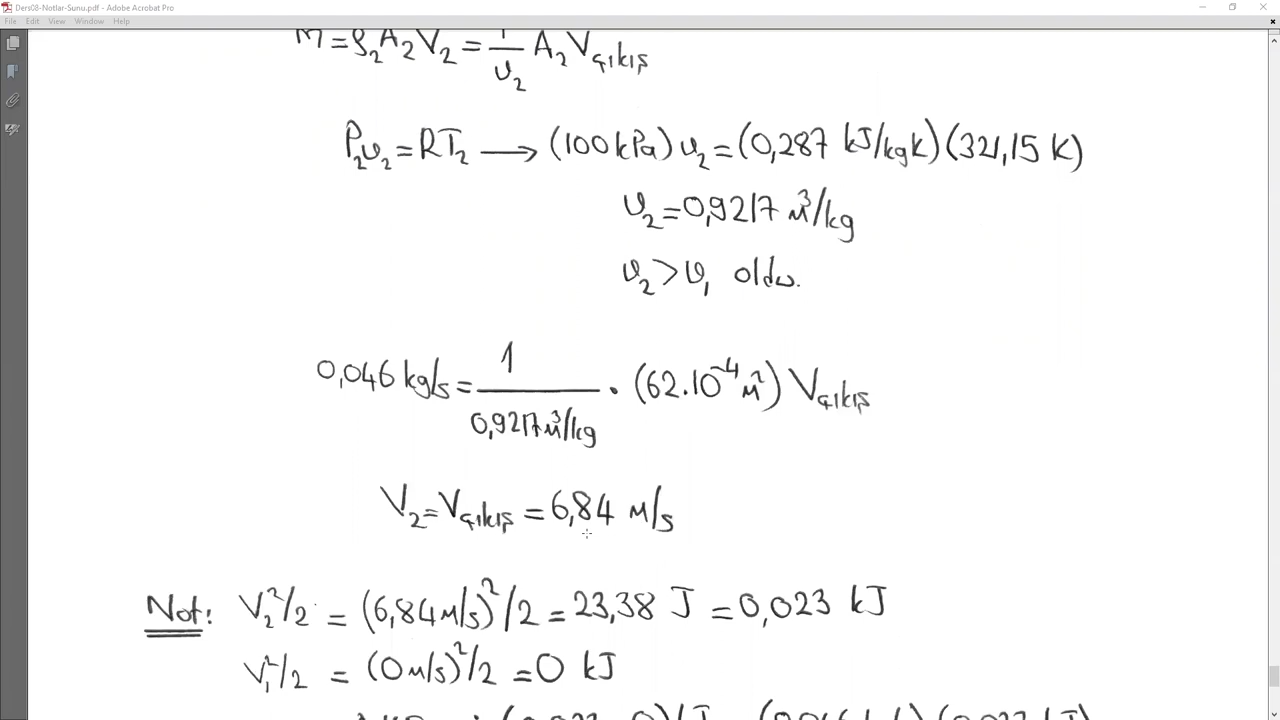 Ders08-Notlar-Sunu.pdf - Adobe Acrobat Pro
File Edit View Window Help
ṁ = ρ₂A₂V₂ = 1/υ₂ A₂Vçıkış
P₂υ₂ = RT₂ → (100 kPa) υ₂ = (0,287 kJ/kgK)(321,15 K)
υ₂ = 0,9217 m³/kg
υ₂ > υ₁ oldu.
0,046 kg/s = 1/(0,9217 m³/kg) · (62.10⁻⁴ m²) Vçıkış
V₂ = Vçıkış = 6,84 m/s
Not: V₂²/2 = (6,84 m/s)²/2 = 23,38 J = 0,023 kJ
V₁²/2 = (0 m/s)²/2 = 0 kJ